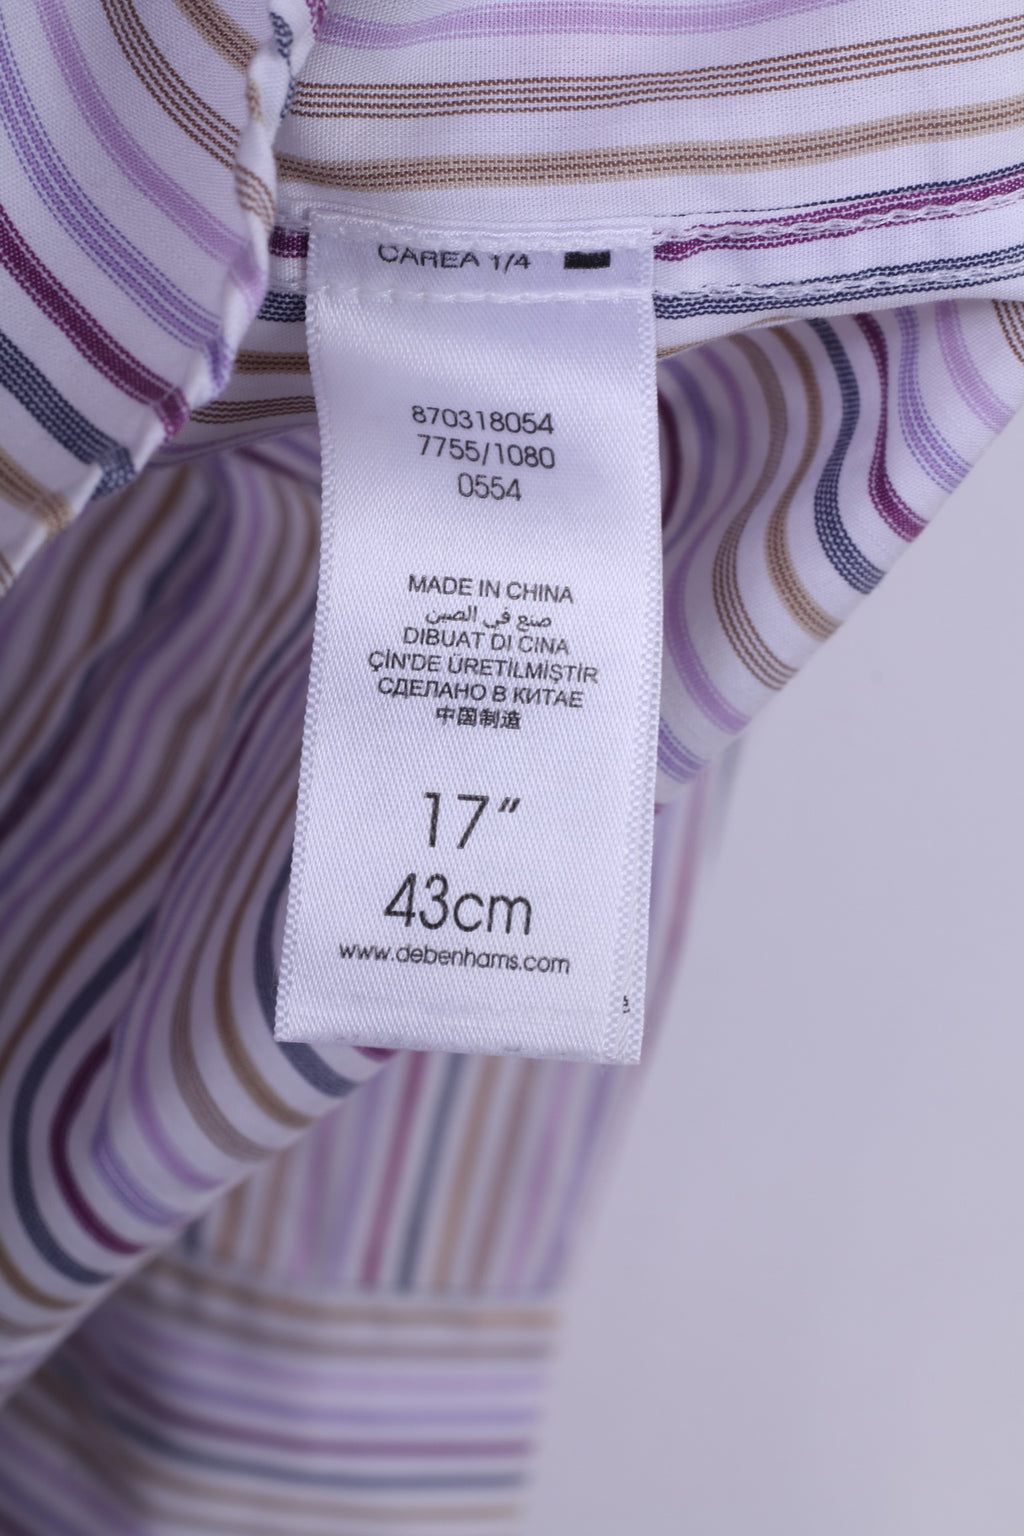 CAREA 1/4
870318054
7755/1080
0554
MADE IN CHINA
صنع في الصين
DIBUAT DI CINA
ÇİN'DE ÜRETİLMİŞTİR
СДЕЛАНО В КИТАЕ
中国制造
17"
43cm
www.debenhams.com